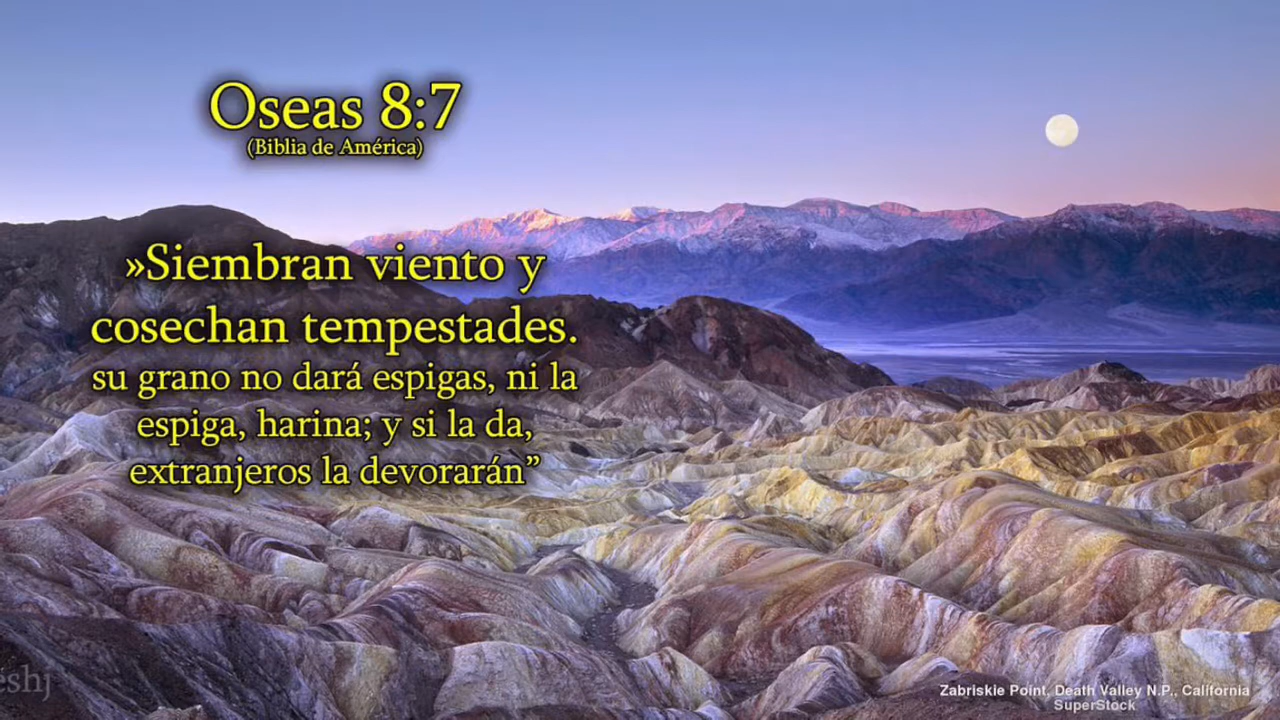 Oseas 8:7
(Biblia de América)
»Siembran viento y
cosechan tempestades.
su grano no dará espigas, ni la
espiga, harina; y si la da,
extranjeros la devorarán”
eshj
Zabriskie Point, Death Valley N.P., California
SuperStock